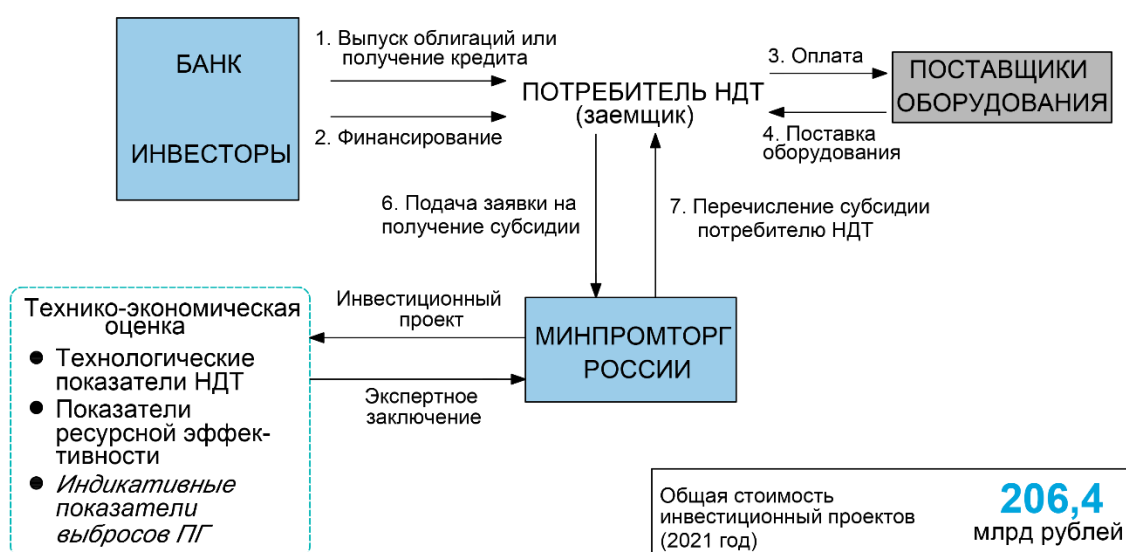 БАНК
ИНВЕСТОРЫ
1. Выпуск облигаций или
получение кредита
2. Финансирование
ПОТРЕБИТЕЛЬ НДТ
(заемщик)
3. Оплата
4. Поставка
оборудования
ПОСТАВЩИКИ
ОБОРУДОВАНИЯ
6. Подача заявки на
получение субсидии
7. Перечисление субсидии
потребителю НДТ
Технико-экономическая
оценка
● Технологические
показатели НДТ
● Показатели
ресурсной эффек-
тивности
● Индикативные
показатели
выбросов ПГ
Инвестиционный
проект
Экспертное
заключение
МИНПРОМТОРГ
РОССИИ
Общая стоимость
инвестиционный проектов
(2021 год)
206,4
млрд рублей